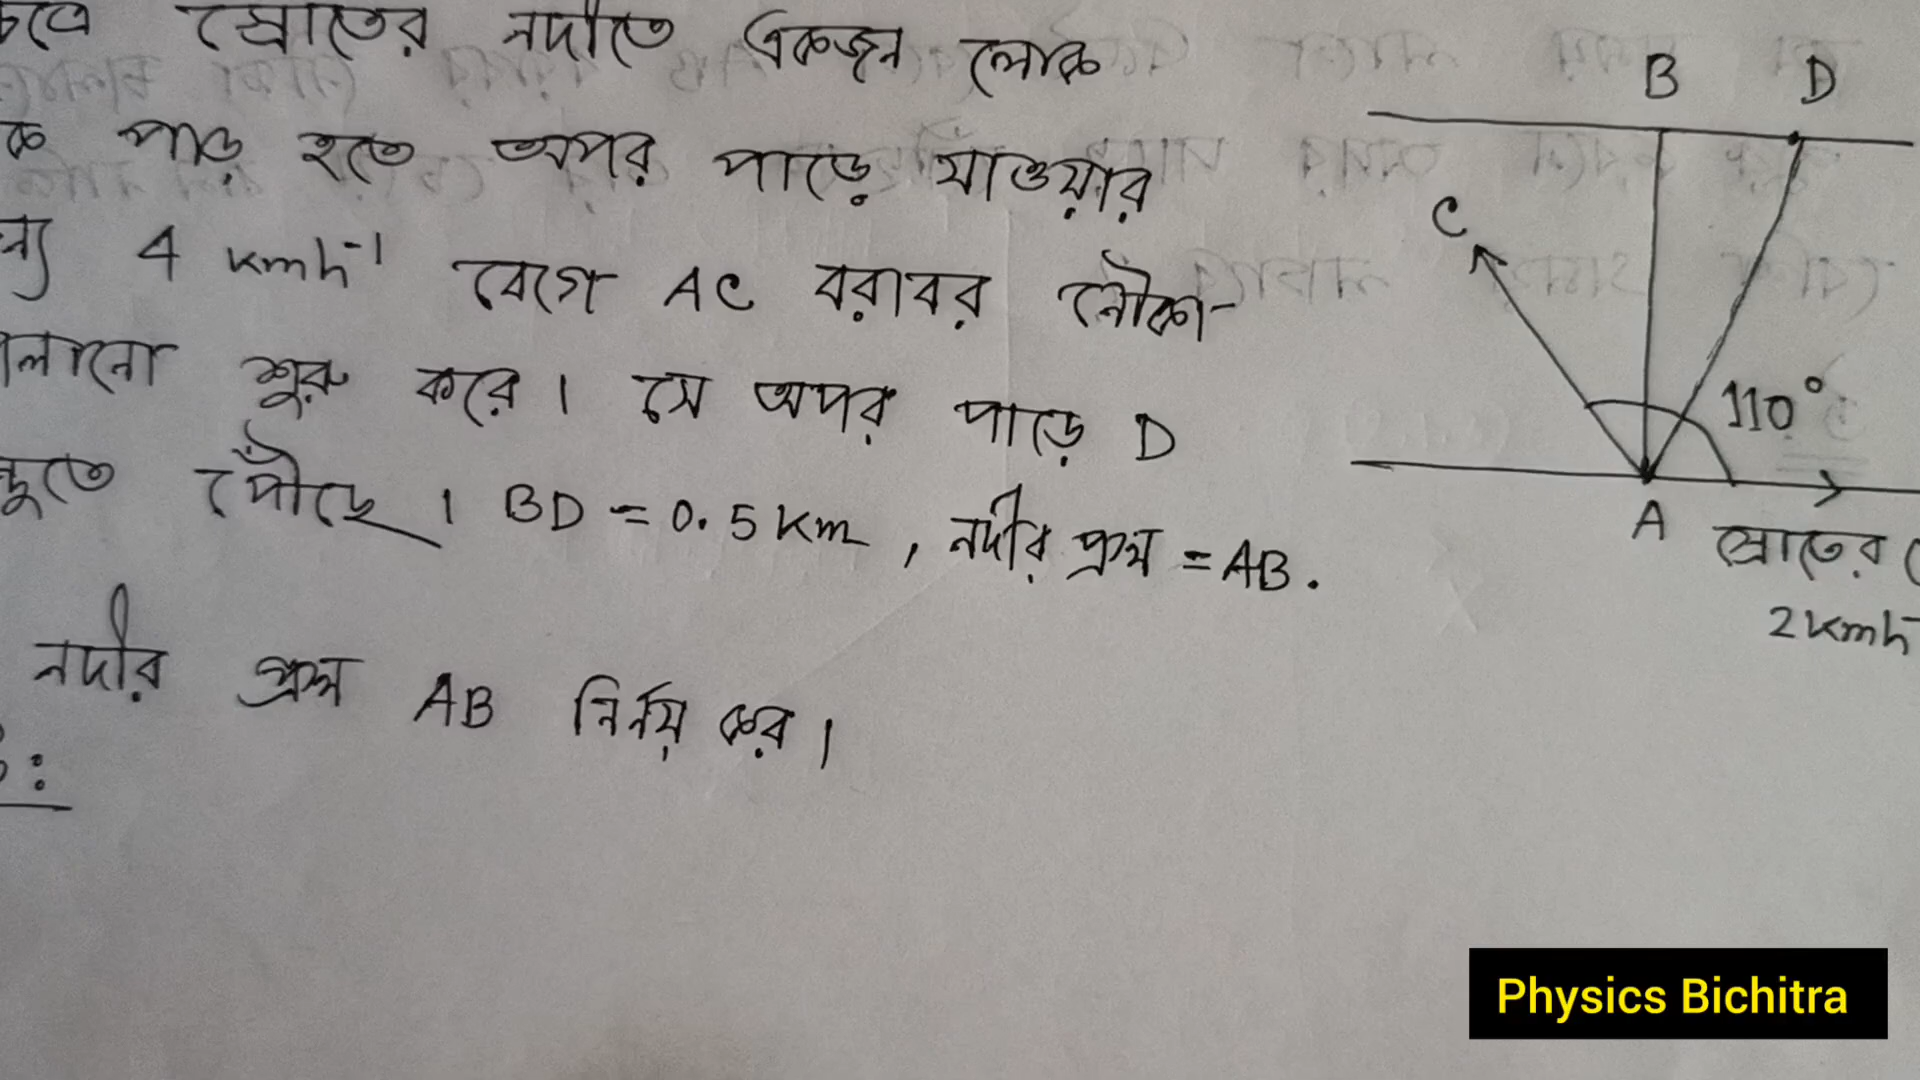 স্রোতের নদীতে একজন লোক
পাড় হতে অপর পাড়ে যাওয়ার
4 kmh⁻¹ বেগে AC বরাবর নৌকা
শুরু করে। সে অপর পাড়ে D
পৌঁছে। BD = 0.5 km, নদীর প্রস্থ = AB.
নদীর প্রস্থ AB নির্নয় কর।
B D
C
110°
A স্রোতের
2 kmh⁻
Physics Bichitra